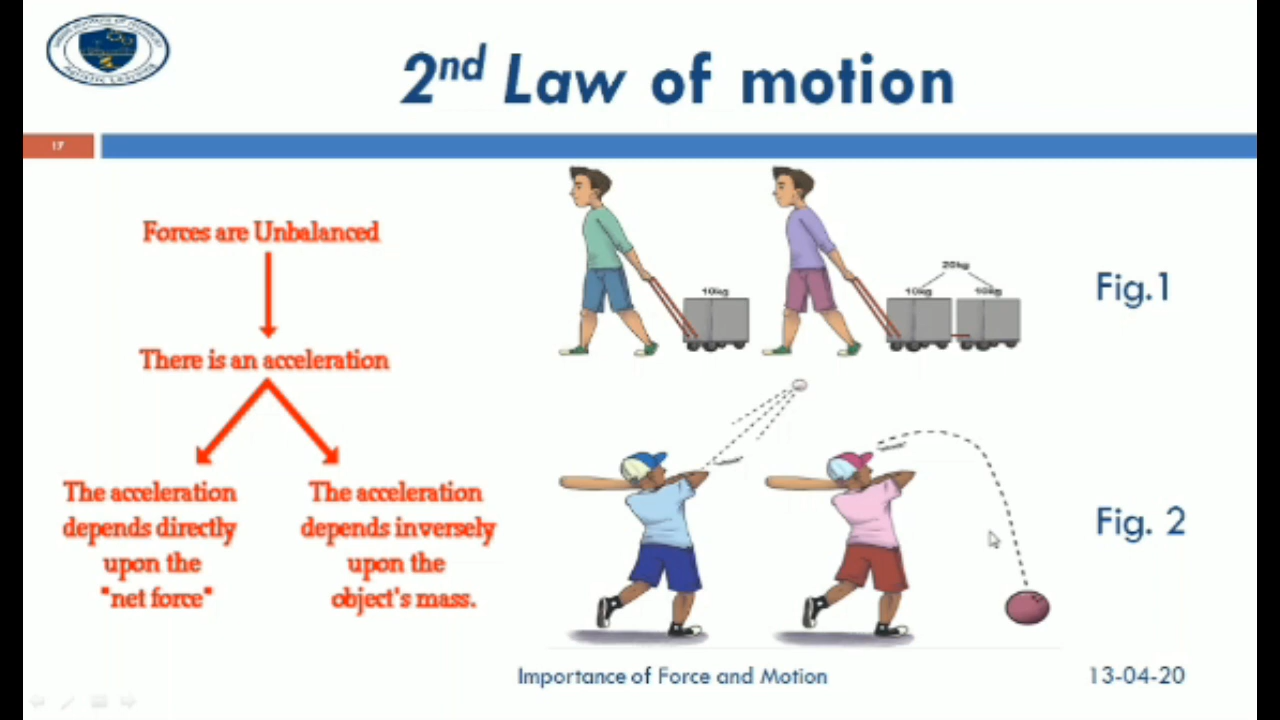 2nd Law of motion
17
Forces are Unbalanced
There is an acceleration
The acceleration
depends directly
upon the
"net force"
The acceleration
depends inversely
upon the
object's mass.
10kg
20kg
10kg
10kg
Fig.1
Fig. 2
Importance of Force and Motion
13-04-20